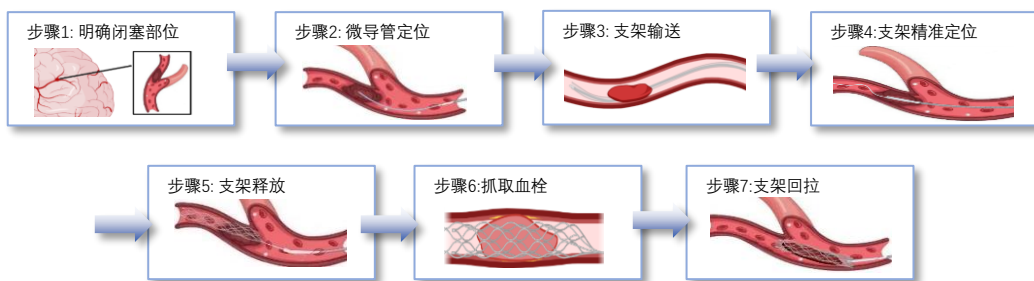 步骤1: 明确闭塞部位
步骤2: 微导管定位
步骤3: 支架输送
步骤4:支架精准定位
步骤5: 支架释放
步骤6:抓取血栓
步骤7:支架回拉